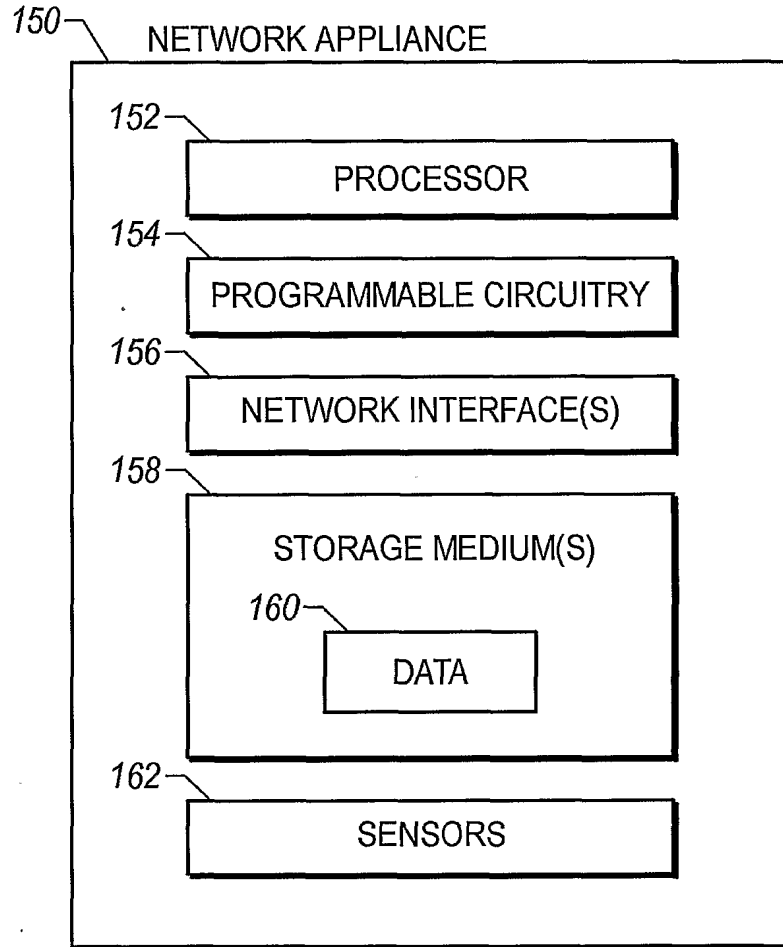 150
NETWORK APPLIANCE
152
PROCESSOR
154
PROGRAMMABLE CIRCUITRY
156
NETWORK INTERFACE(S)
158
STORAGE MEDIUM(S)
160
DATA
162
SENSORS